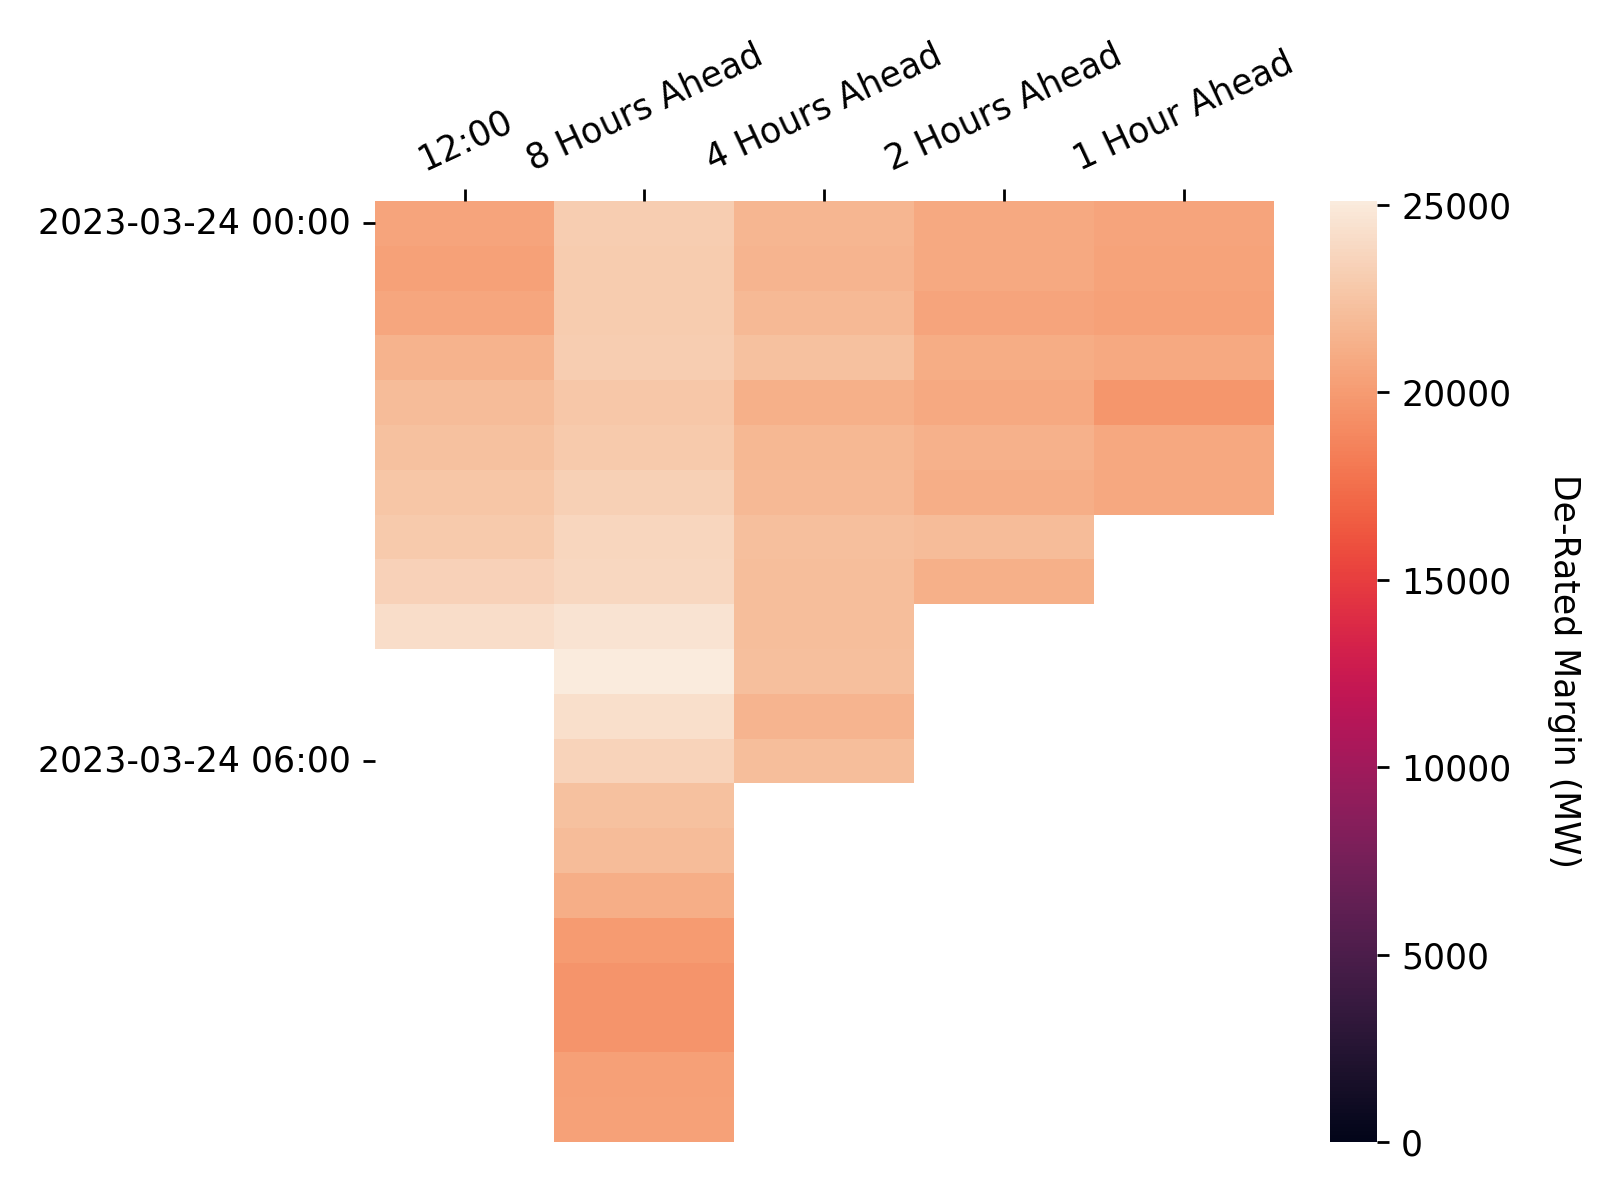 12:00
8 Hours Ahead
4 Hours Ahead
2 Hours Ahead
1 Hour Ahead
2023-03-24 00:00
2023-03-24 06:00
25000
20000
15000
10000
5000
0
De-Rated Margin (MW)